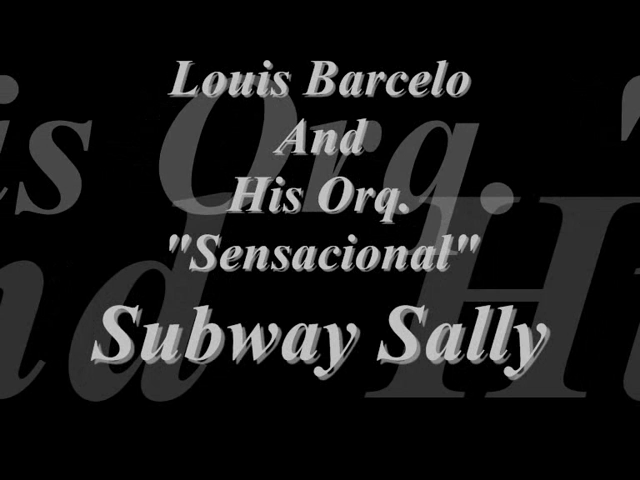 Louis Barcelo
And
His Orq.
"Sensacional"
Subway Sally